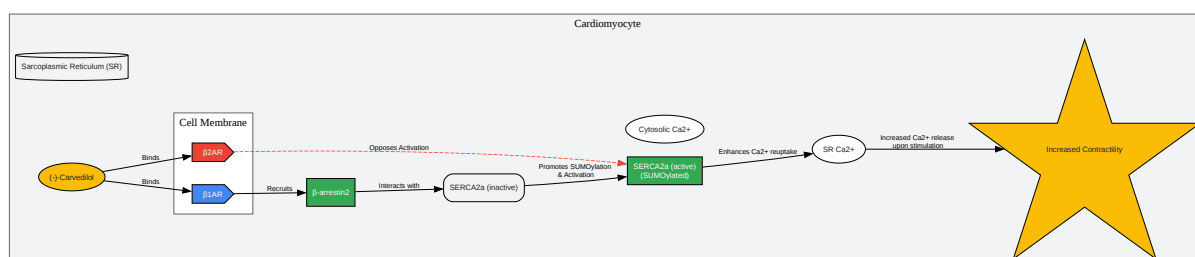 Cardiomyocyte
Sarcoplasmic Reticulum (SR)
Cell Membrane
(-)-Carvedilol
Binds
Binds
β2AR
β1AR
Opposes Activation
Recruits
β-arrestin2
Interacts with
SERCA2a (inactive)
Promotes SUMOylation
& Activation
Cytosolic Ca2+
SERCA2a (active)
(SUMOylated)
Enhances Ca2+ reuptake
SR Ca2+
Increased Ca2+ release
upon stimulation
Increased Contractility